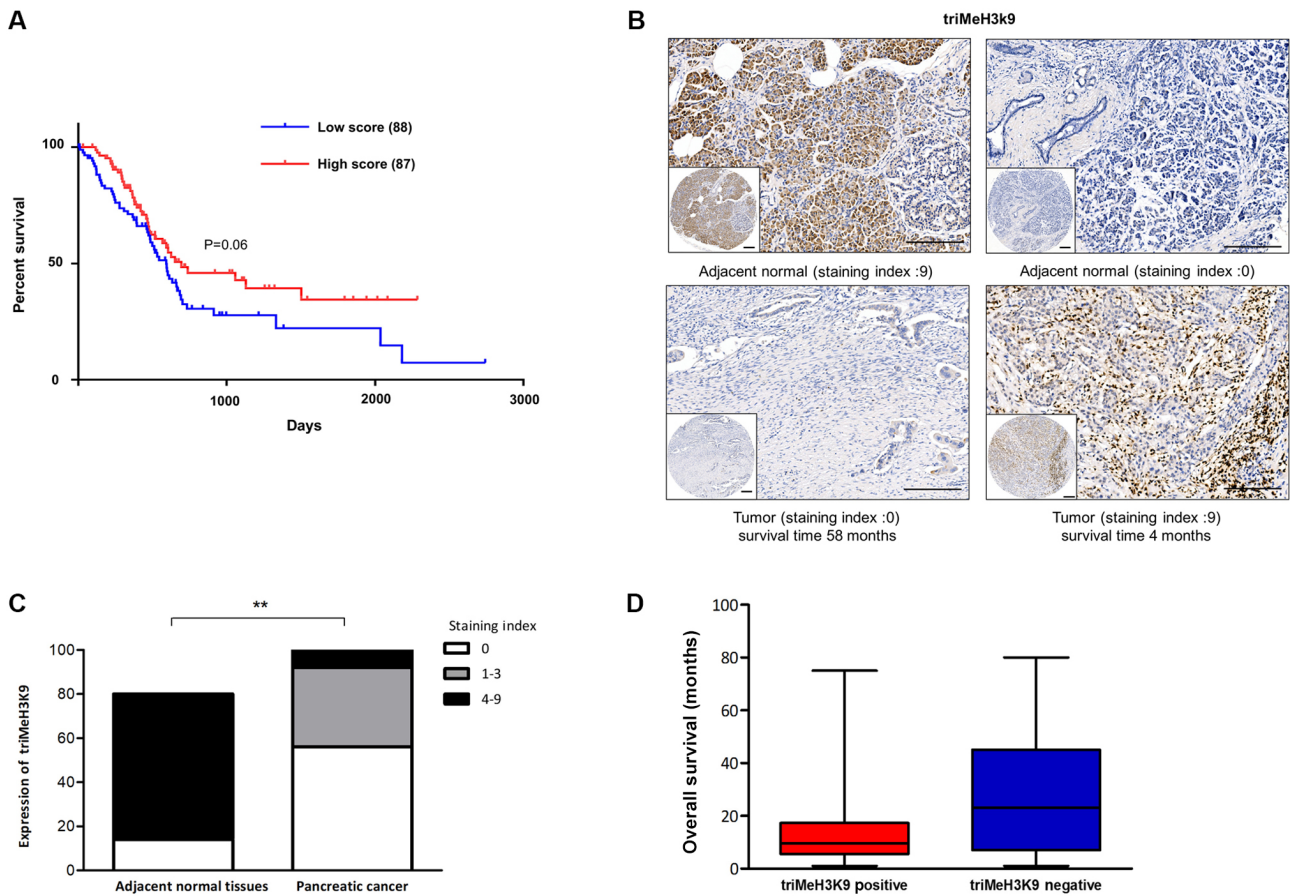 A
Low score (88)
High score (87)
P=0.06
Percent survival
100
50
0
1000
2000
3000
Days
B
triMeH3k9
Adjacent normal (staining index :9)
Adjacent normal (staining index :0)
Tumor (staining index :0)
survival time 58 months
Tumor (staining index :9)
survival time 4 months
C
**
Staining index
0
1-3
4-9
Expression of triMeH3K9
100
80
60
40
20
0
Adjacent normal tissues
Pancreatic cancer
D
Overall survival (months)
100
80
60
40
20
0
triMeH3K9 positive
triMeH3K9 negative